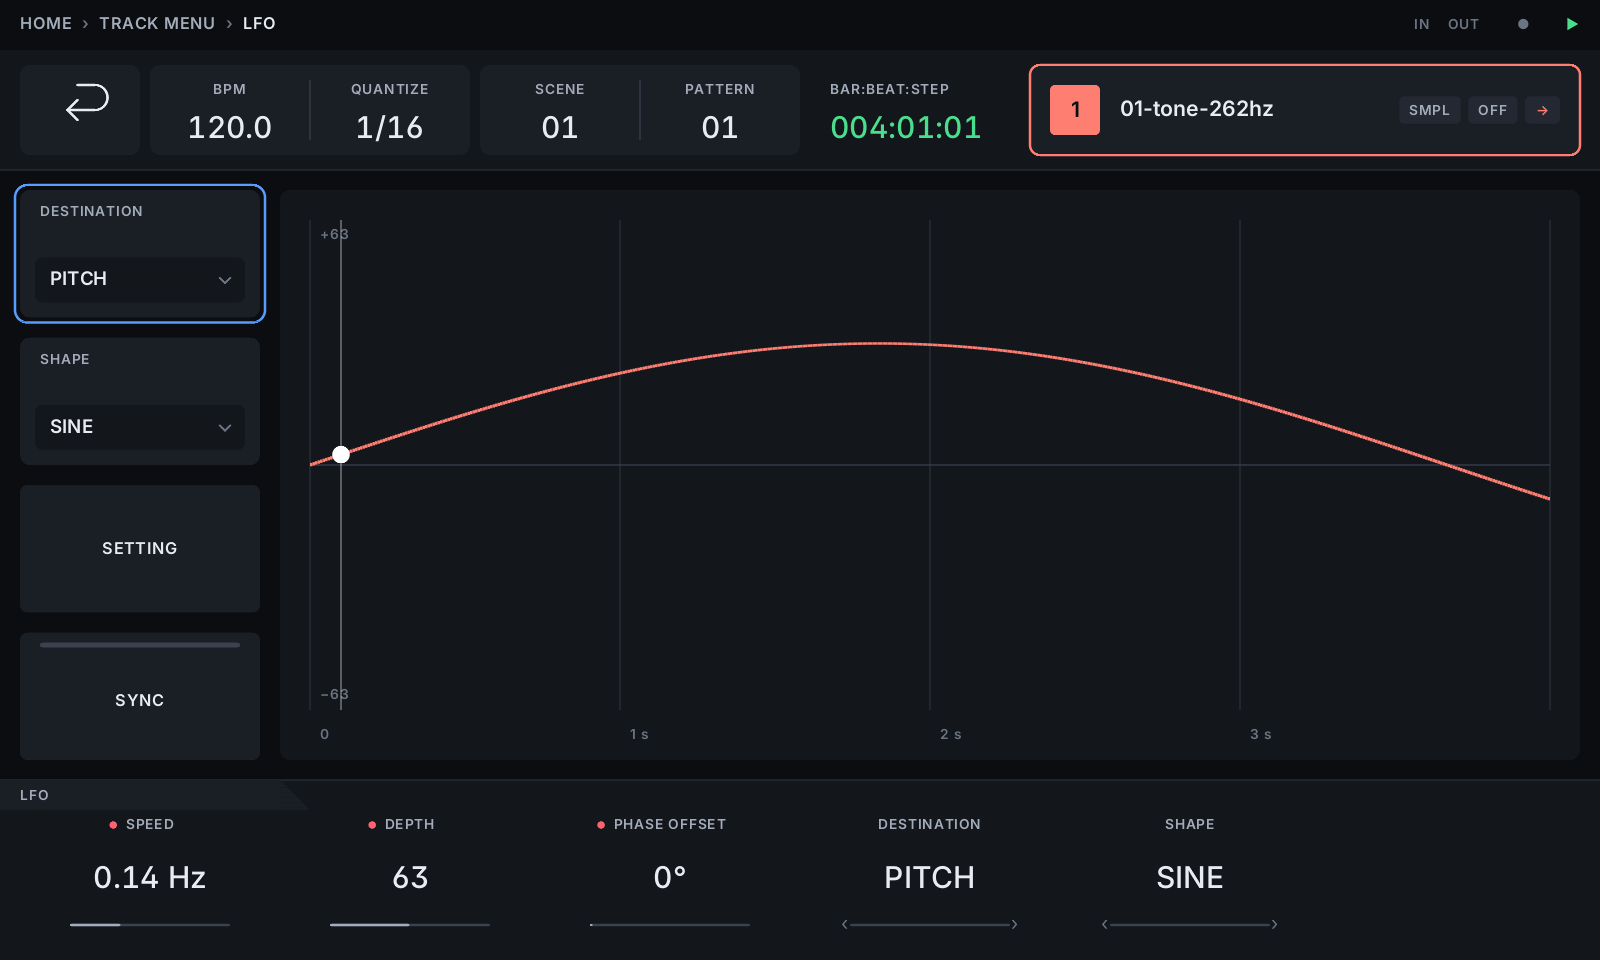 HOME › TRACK MENU › LFO
IN OUT
BPM
120.0
QUANTIZE
1/16
SCENE
01
PATTERN
01
BAR:BEAT:STEP
004:01:01
1
01-tone-262hz
SMPL
OFF
→
DESTINATION
PITCH
SHAPE
SINE
SETTING
SYNC
+63
−63
0
1 s
2 s
3 s
LFO
SPEED
0.14 Hz
DEPTH
63
PHASE OFFSET
0°
DESTINATION
PITCH
SHAPE
SINE